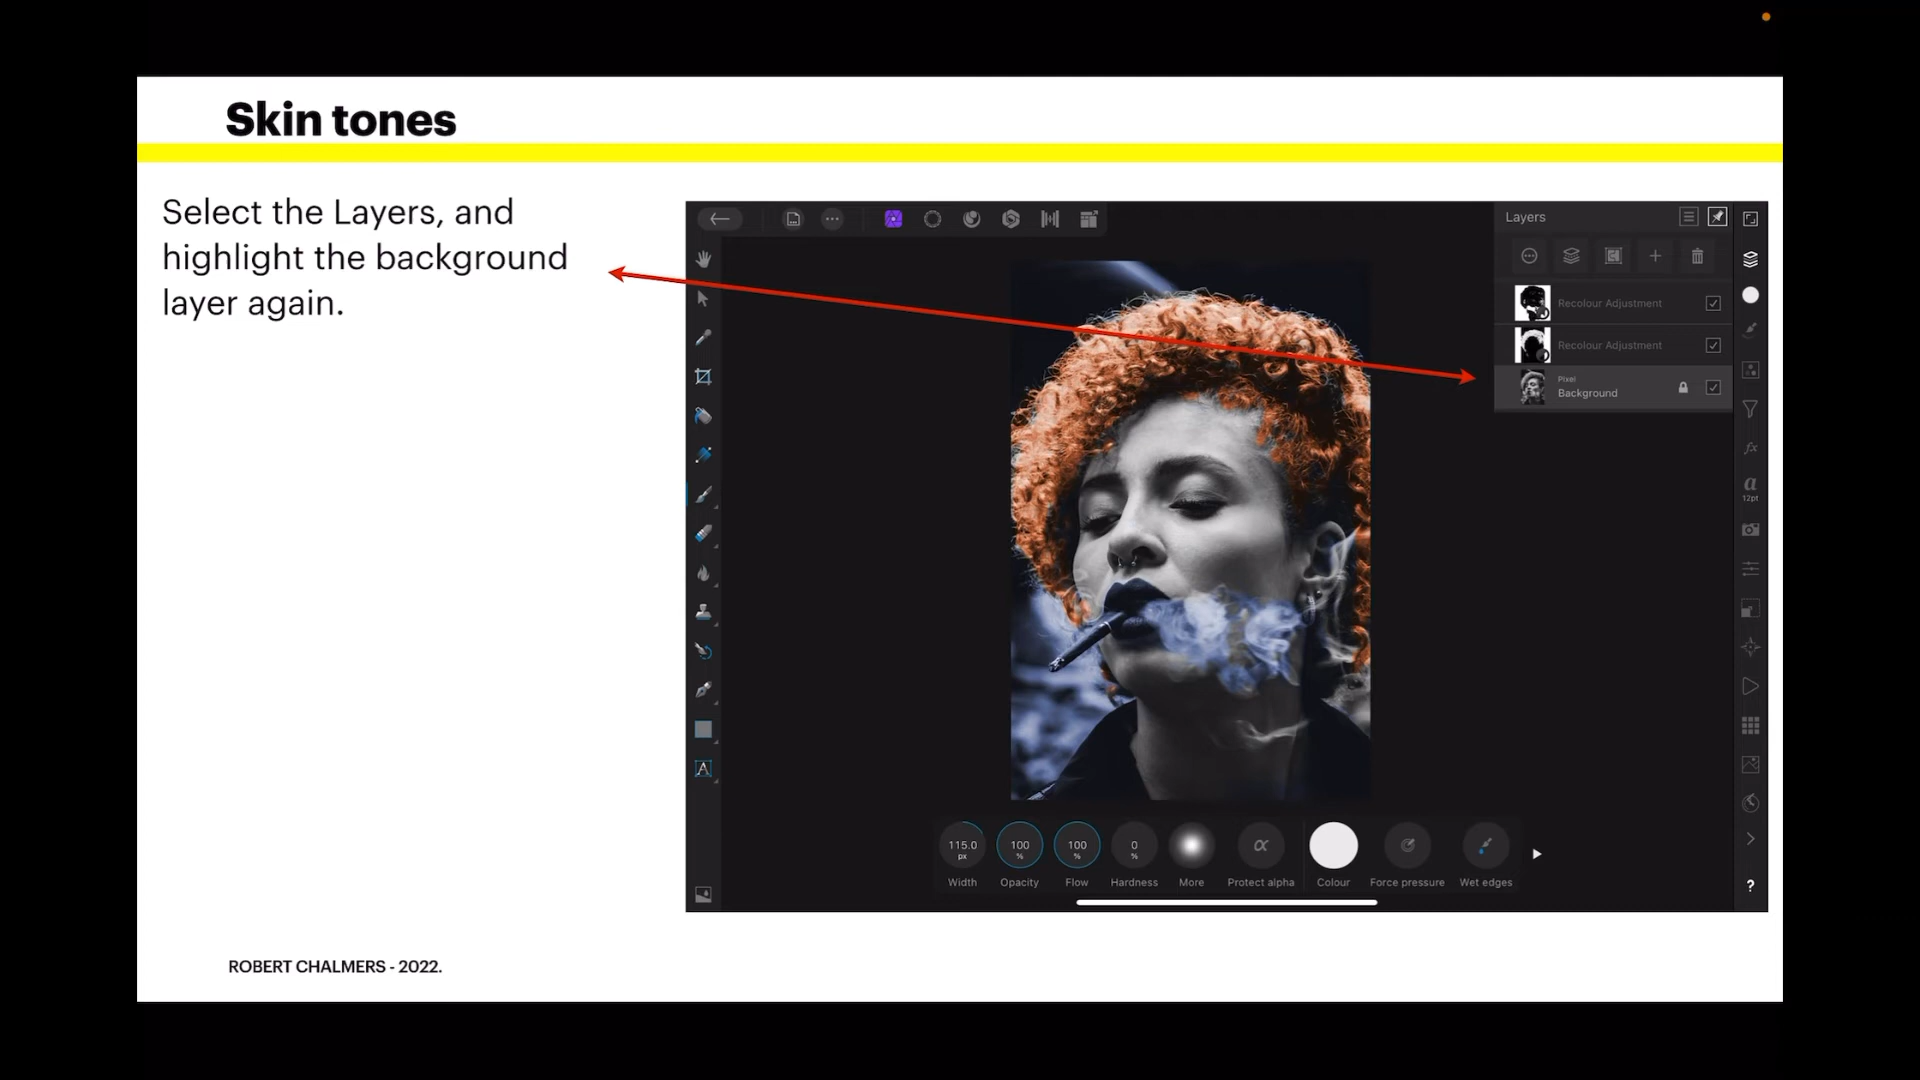 Skin tones
Select the Layers, and
highlight the background
layer again.
Layers
Recolour Adjustment
Recolour Adjustment
Pixel
Background
a
12pt
fx
A
115.0
px
100
%
100
%
0
%
α
Width
Opacity
Flow
Hardness
More
Protect alpha
Colour
Force pressure
Wet edges
?
ROBERT CHALMERS - 2022.